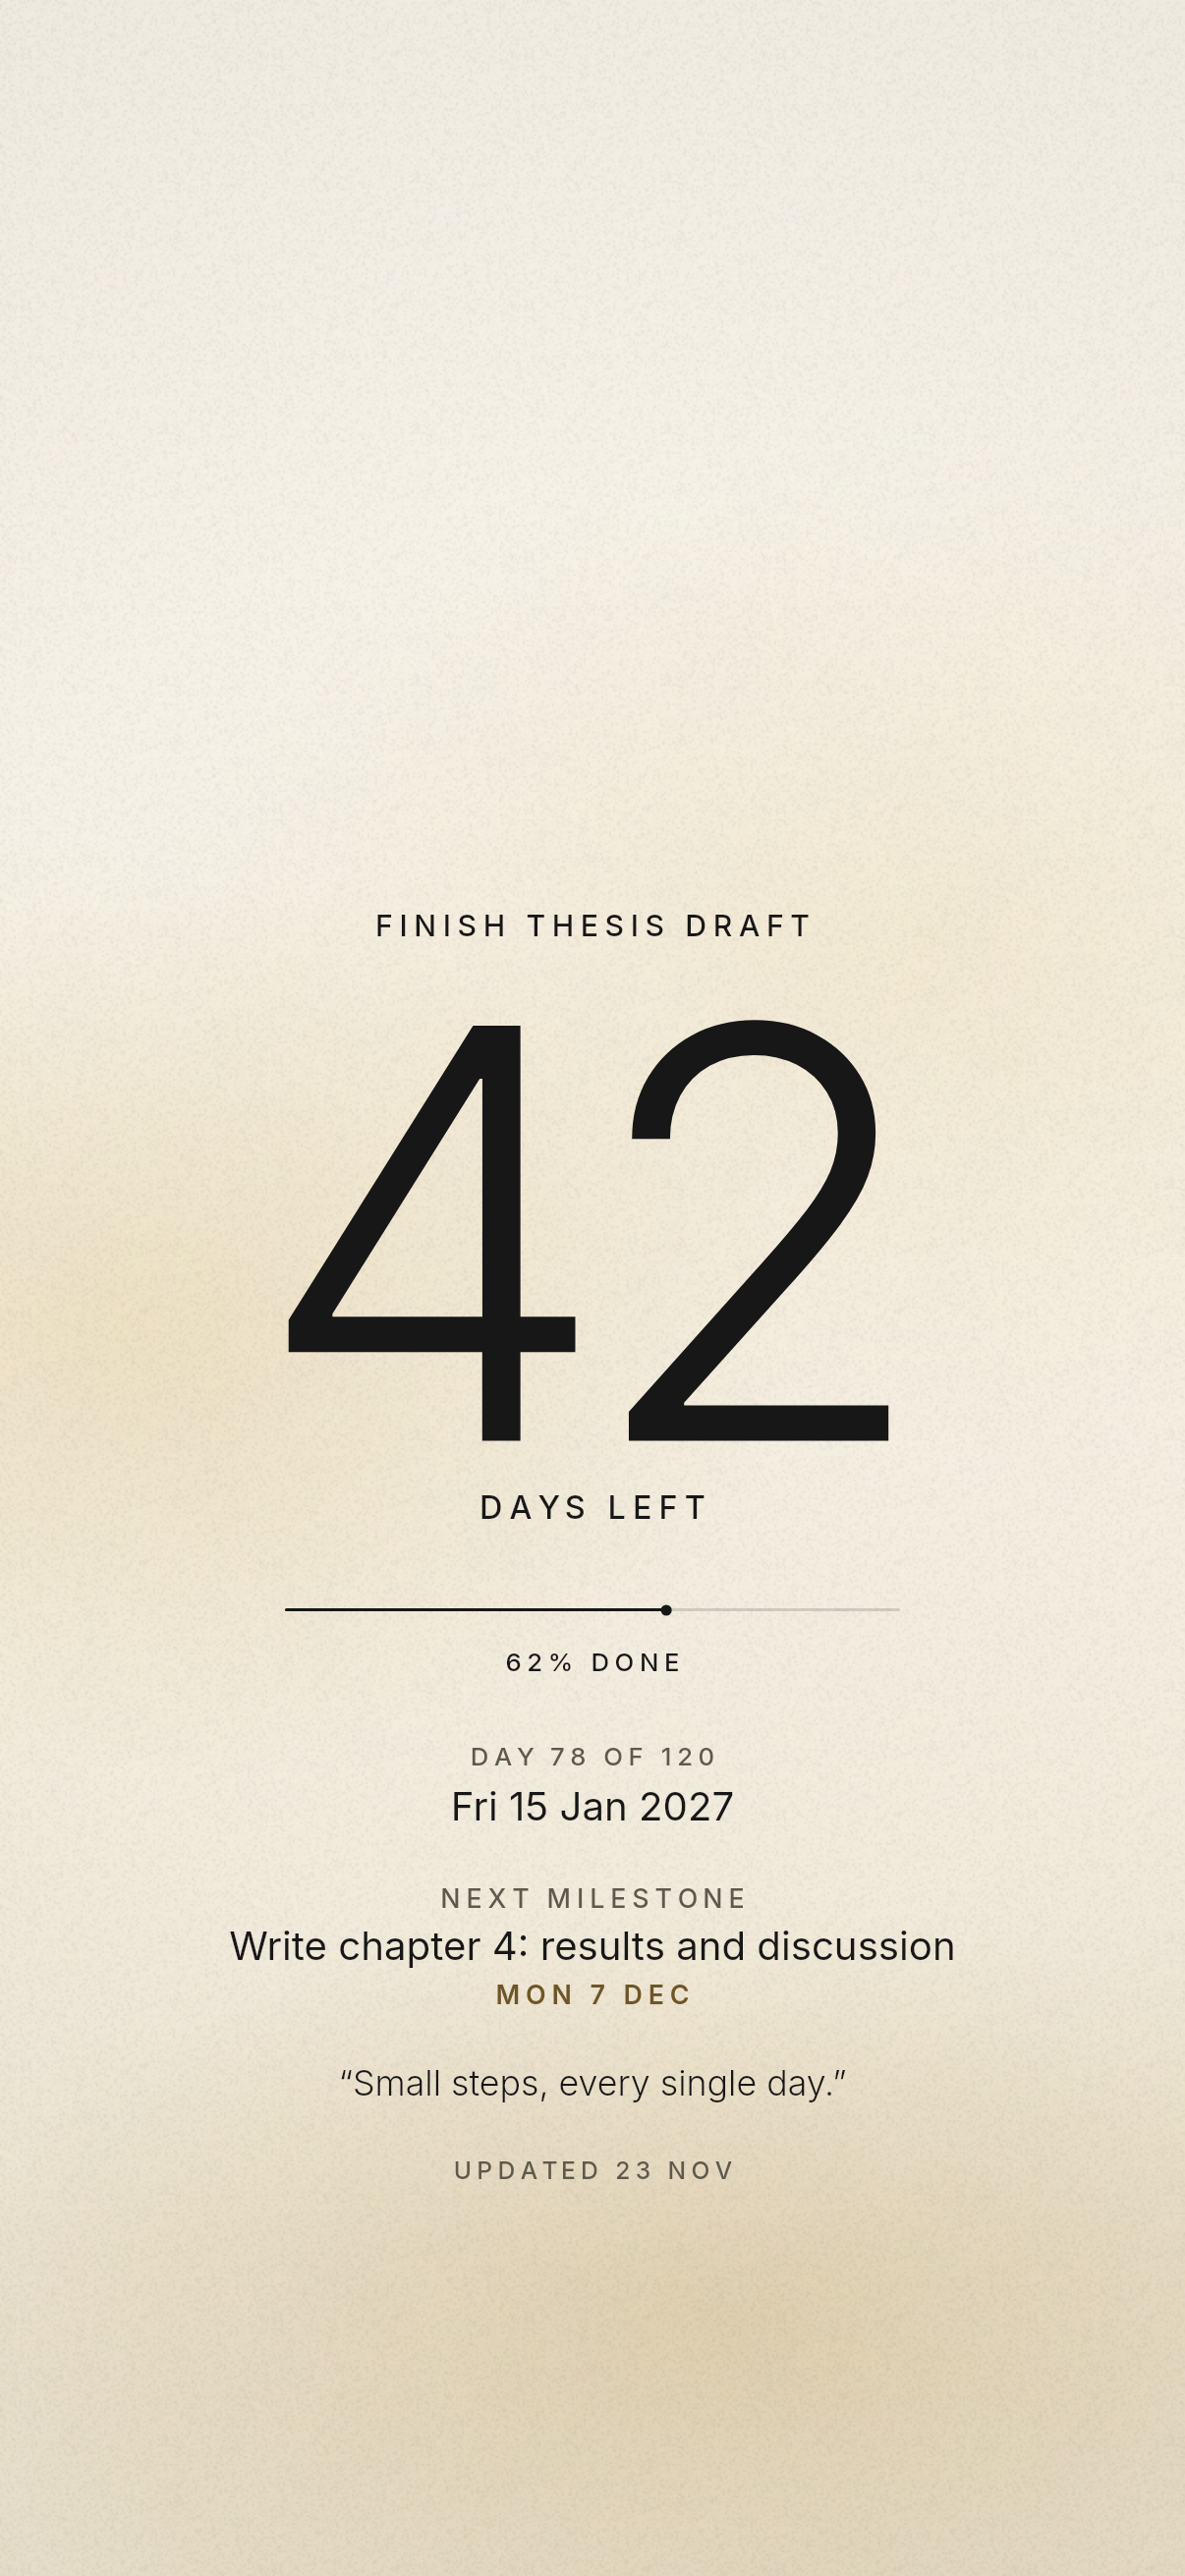 FINISH THESIS DRAFT
42
DAYS LEFT
62% DONE
DAY 78 OF 120
Fri 15 Jan 2027
NEXT MILESTONE
Write chapter 4: results and discussion
MON 7 DEC
“Small steps, every single day.”
UPDATED 23 NOV